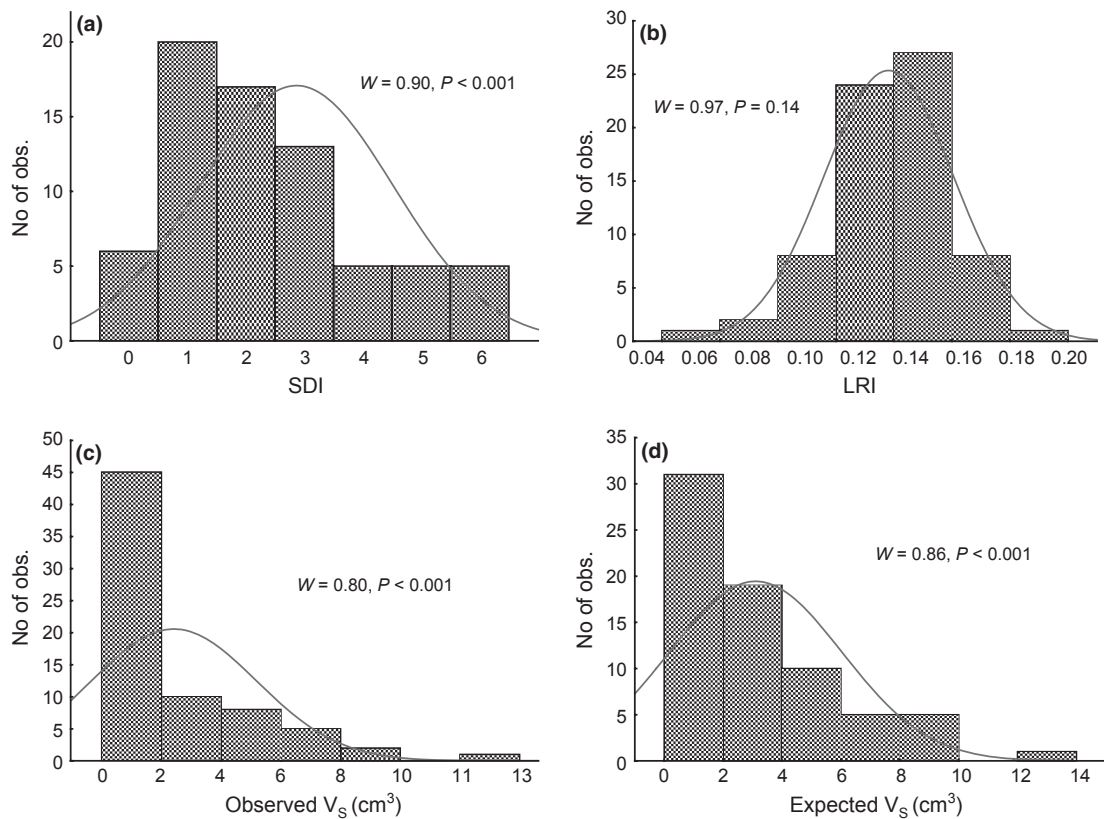 (a)
W = 0.90, P < 0.001
No of obs.
20
15
10
5
0
0 1 2 3 4 5 6
SDI
(b)
W = 0.97, P = 0.14
No of obs.
30
25
20
15
10
5
0
0.04 0.06 0.08 0.10 0.12 0.14 0.16 0.18 0.20
LRI
(c)
W = 0.80, P < 0.001
No of obs.
50
45
40
35
30
25
20
15
10
5
0
0 2 4 6 8 10 11 13
Observed V_S (cm³)
(d)
W = 0.86, P < 0.001
No of obs.
35
30
25
20
15
10
5
0
0 2 4 6 8 10 12 14
Expected V_S (cm³)